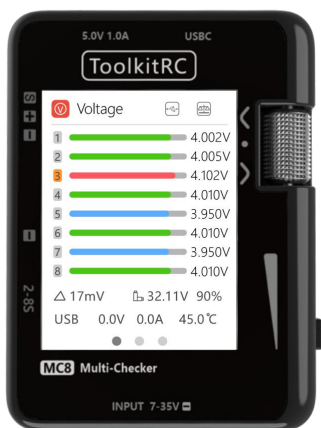 5.0V 1.0A USBC
ToolkitRC
S
2-8S
Voltage
1 4.002V
2 4.005V
3 4.102V
4 4.010V
5 3.950V
6 4.010V
7 3.950V
8 4.010V
△ 17mV 32.11V 90%
USB 0.0V 0.0A 45.0℃
MC8 Multi-Checker
INPUT 7-35V